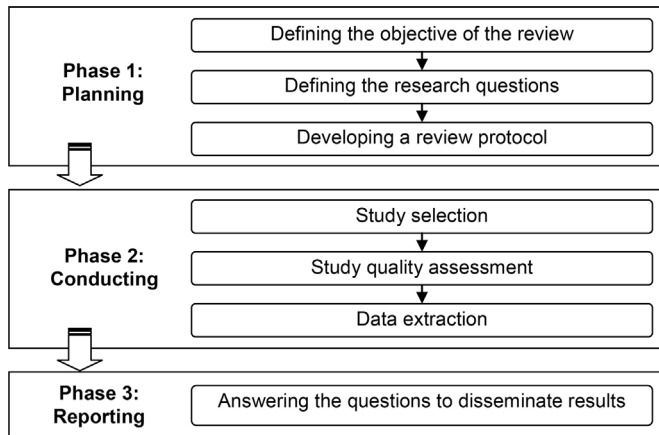 Phase 1:
Planning
Defining the objective of the review
Defining the research questions
Developing a review protocol
Phase 2:
Conducting
Study selection
Study quality assessment
Data extraction
Phase 3:
Reporting
Answering the questions to disseminate results